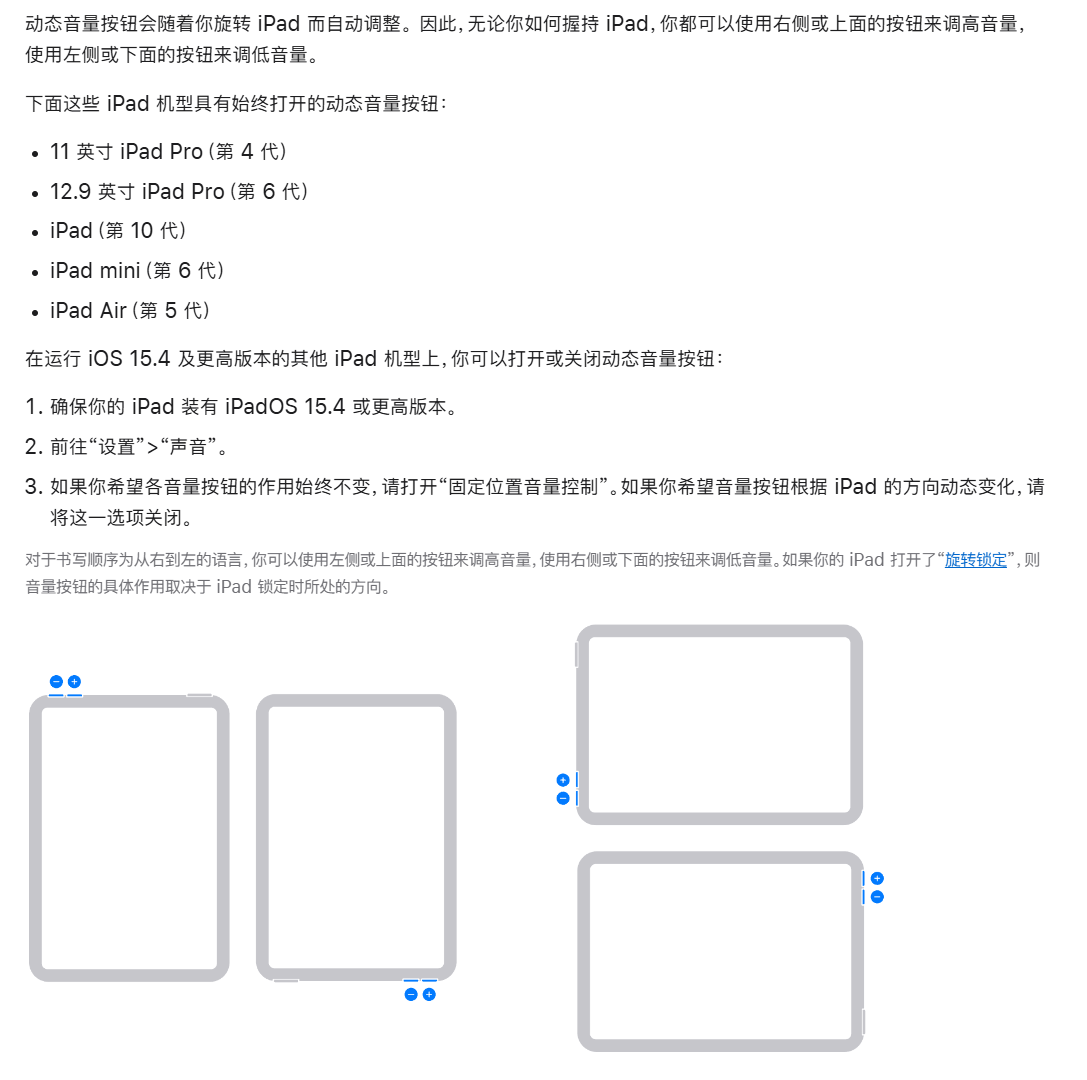 动态音量按钮会随着你旋转 iPad 而自动调整。因此，无论你如何握持 iPad，你都可以使用右侧或上面的按钮来调高音量，
使用左侧或下面的按钮来调低音量。
下面这些 iPad 机型具有始终打开的动态音量按钮：
• 11 英寸 iPad Pro（第 4 代）
• 12.9 英寸 iPad Pro（第 6 代）
• iPad（第 10 代）
• iPad mini（第 6 代）
• iPad Air（第 5 代）
在运行 iOS 15.4 及更高版本的其他 iPad 机型上，你可以打开或关闭动态音量按钮：
1. 确保你的 iPad 装有 iPadOS 15.4 或更高版本。
2. 前往“设置”>“声音”。
3. 如果你希望各音量按钮的作用始终不变，请打开“固定位置音量控制”。如果你希望音量按钮根据 iPad 的方向动态变化，请
将这一选项关闭。
对于书写顺序为从右到左的语言，你可以使用左侧或上面的按钮来调高音量，使用右侧或下面的按钮来调低音量。如果你的 iPad 打开了“旋转锁定”，则
音量按钮的具体作用取决于 iPad 锁定时所处的方向。